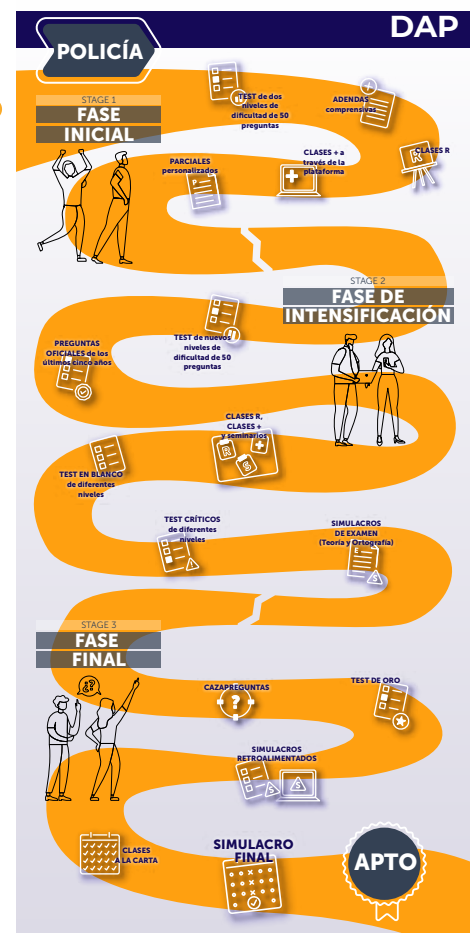 DAP
POLICÍA
STAGE 1
FASE
INICIAL
TEST de dos
niveles de
dificultad de 50
preguntas
ADENDAS
comprensivas
CLASES R
R
CLASES + a
través de la
plataforma
PARCIALES
personalizados
STAGE 2
FASE DE
INTENSIFICACIÓN
TEST de nuevos
niveles de
dificultad de 50
preguntas
PREGUNTAS
OFICIALES de los
últimos cinco años
CLASES R,
CLASES +
y seminarios
R
S
TEST EN BLANCO
de diferentes
niveles
TEST CRÍTICOS
de diferentes
niveles
SIMULACROS
DE EXAMEN
(Teoría y Ortografía)
E
S
STAGE 3
FASE
FINAL
¿?
CAZAPREGUNTAS
?
TEST DE ORO
SIMULACROS
RETROALIMENTADOS
S
S
CLASES
A LA CARTA
SIMULACRO
FINAL
APTO